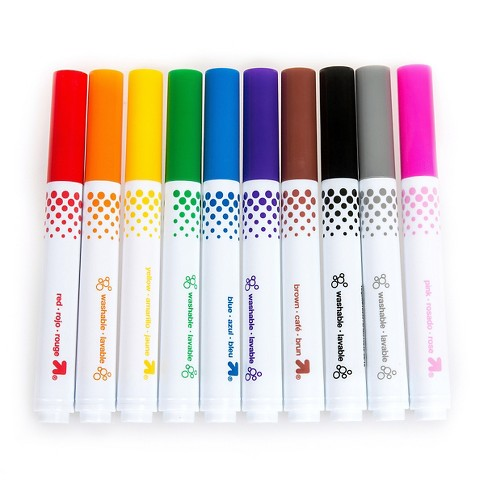 red • rojo • rouge
washable • lavable
yellow • amarillo • jaune
washable • lavable
blue • azul • bleu
washable • lavable
brown • café • brun
washable • lavable
washable • lavable
pink • rosado • rose